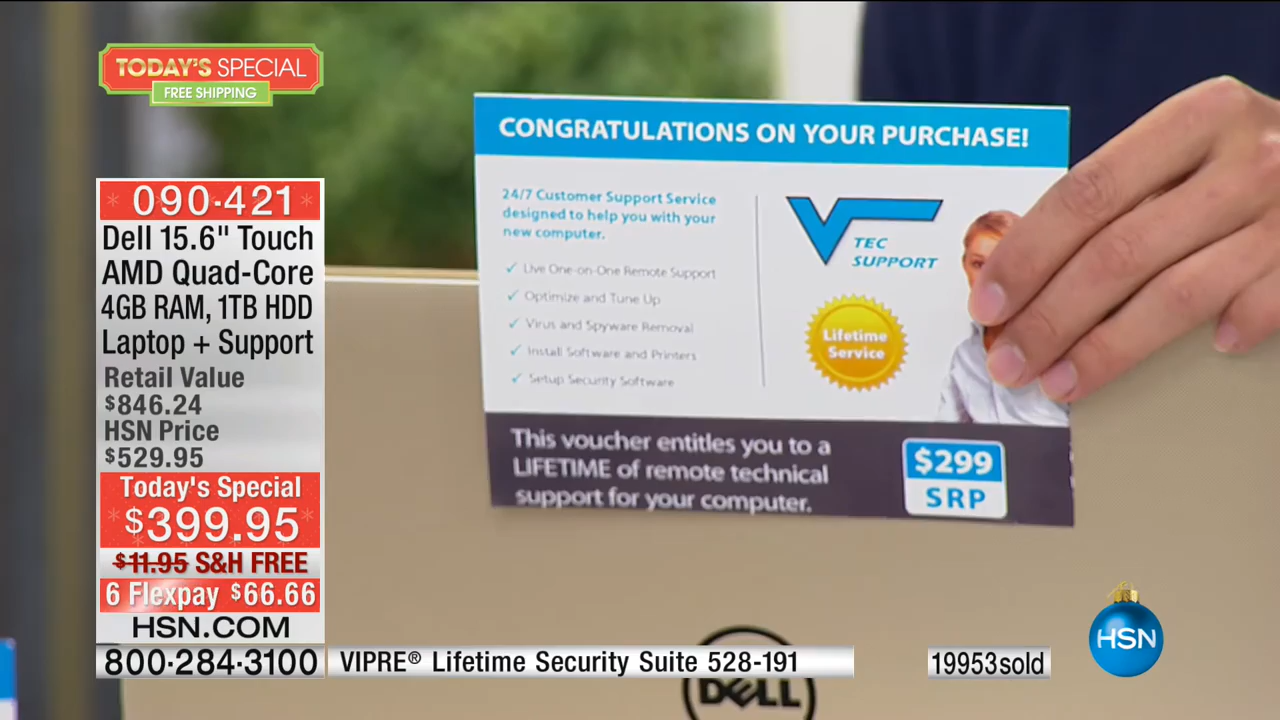 TODAY'S SPECIAL
FREE SHIPPING
090·421
Dell 15.6" Touch
AMD Quad-Core
4GB RAM, 1TB HDD
Laptop + Support
Retail Value
$846.24
HSN Price
$529.95
Today's Special
$399.95
$11.95 S&H FREE
6 Flexpay $66.66
HSN.COM
800·284·3100
VIPRE® Lifetime Security Suite 528-191
19953 sold
HSN
CONGRATULATIONS ON YOUR PURCHASE!
24/7 Customer Support Service
designed to help you with your
new computer.
✓ Live One-on-One Remote Support
✓ Optimize and Tune Up
✓ Virus and Spyware Removal
✓ Install Software and Printers
✓ Setup Security Software
V
TEC
SUPPORT
Lifetime
Service
This voucher entitles you to a
LIFETIME of remote technical
support for your computer.
$299
SRP
DELL